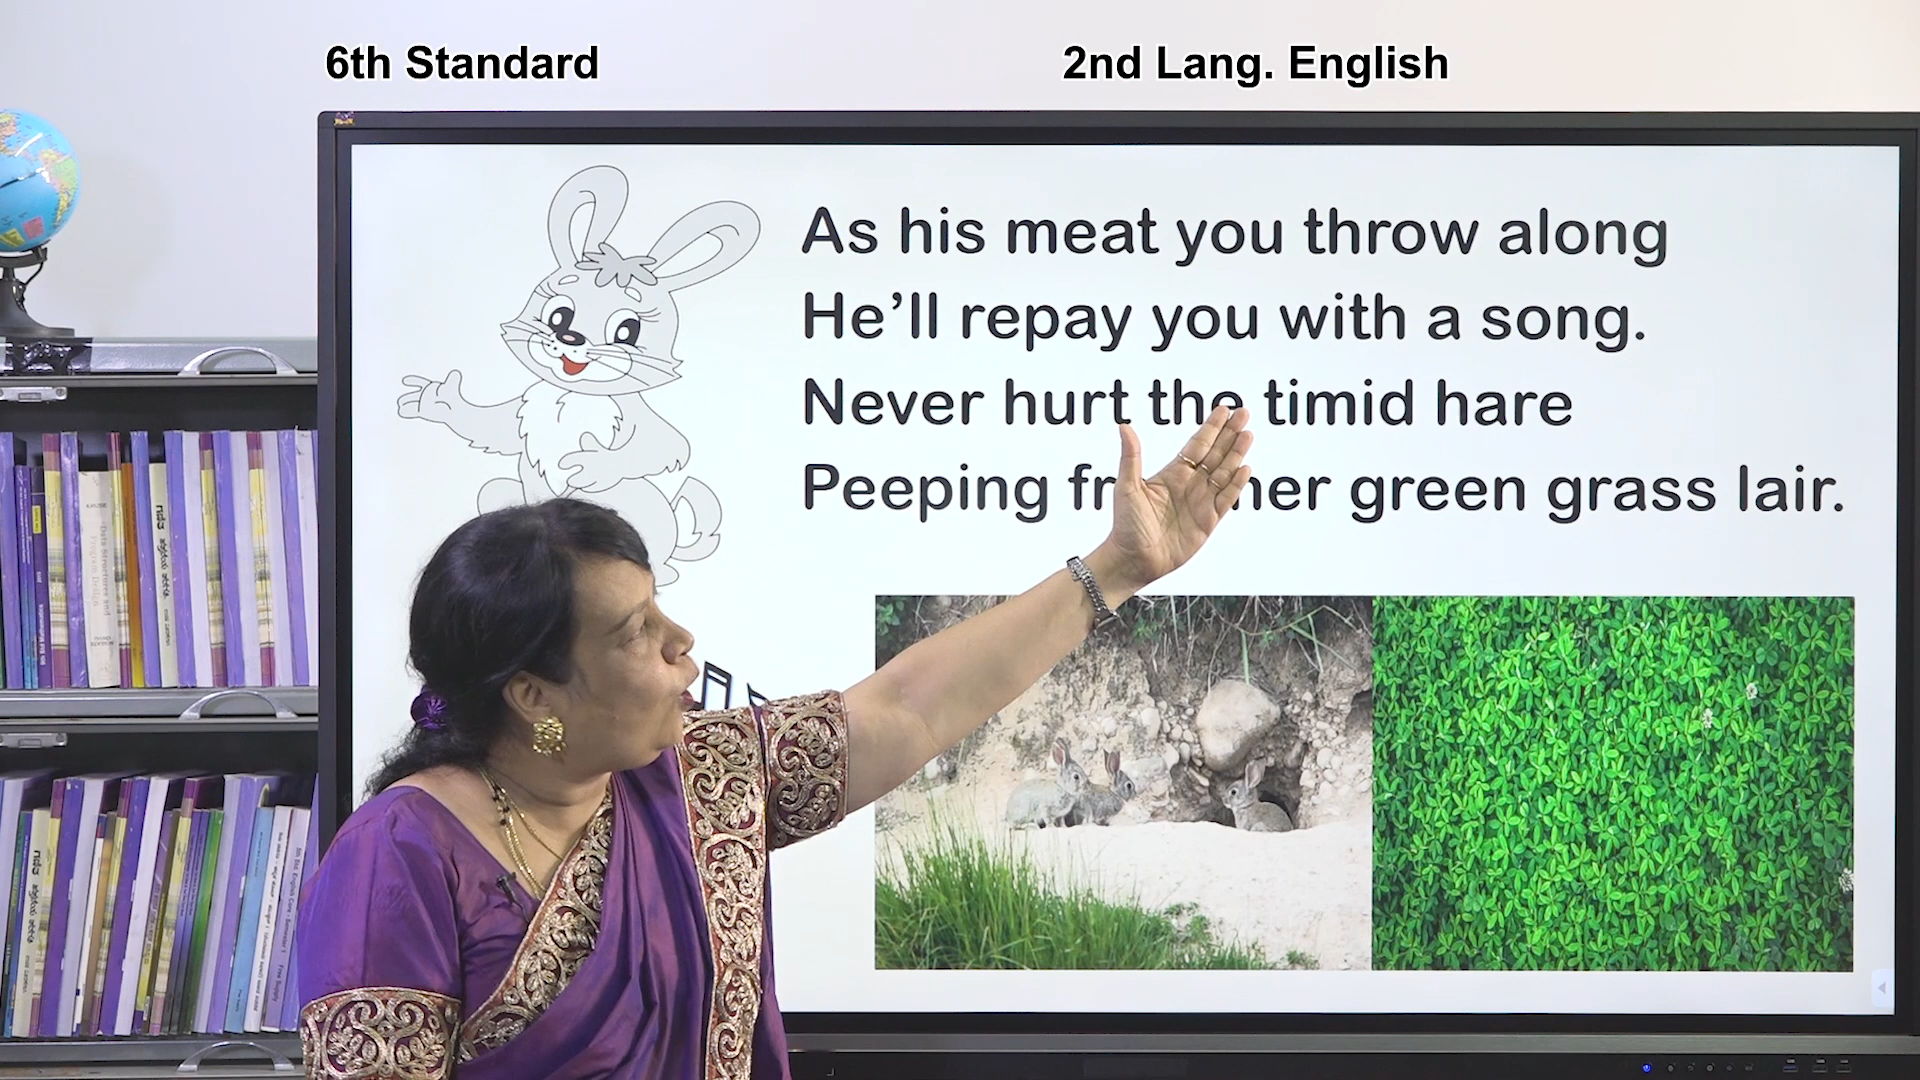 6th Standard
2nd Lang. English
As his meat you throw along
He'll repay you with a song.
Never hurt the timid hare
Peeping her green grass lair.